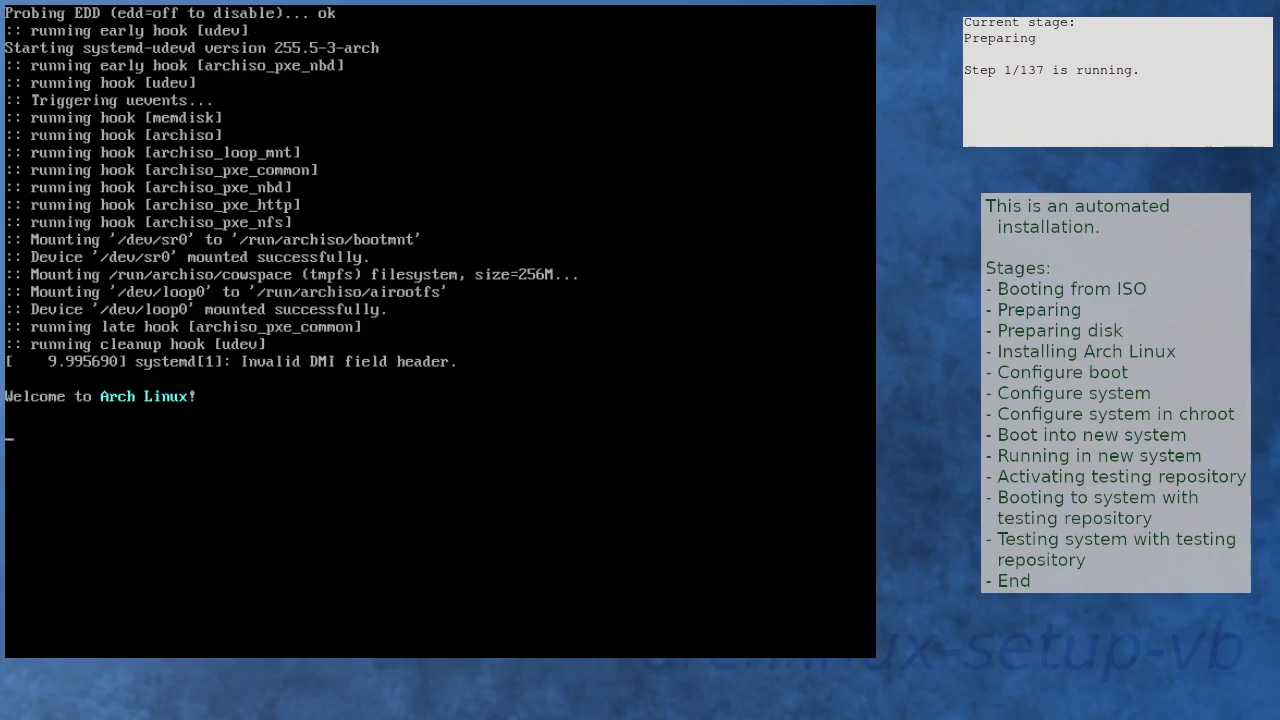 Probing EDD (edd=off to disable)... ok
:: running early hook [udev]
Starting systemd-udevd version 255.5-3-arch
:: running early hook [archiso_pxe_nbd]
:: running hook [udev]
:: Triggering uevents...
:: running hook [memdisk]
:: running hook [archiso]
:: running hook [archiso_loop_mnt]
:: running hook [archiso_pxe_common]
:: running hook [archiso_pxe_nbd]
:: running hook [archiso_pxe_http]
:: running hook [archiso_pxe_nfs]
:: Mounting '/dev/sr0' to '/run/archiso/bootmnt'
:: Device '/dev/sr0' mounted successfully.
:: Mounting /run/archiso/cowspace (tmpfs) filesystem, size=256M...
:: Mounting '/dev/loop0' to '/run/archiso/airootfs'
:: Device '/dev/loop0' mounted successfully.
:: running late hook [archiso_pxe_common]
:: running cleanup hook [udev]
[    9.995690] systemd[1]: Invalid DMI field header.
Welcome to Arch Linux!
Current stage:
Preparing
Step 1/137 is running.
This is an automated
installation.
Stages:
- Booting from ISO
- Preparing
- Preparing disk
- Installing Arch Linux
- Configure boot
- Configure system
- Configure system in chroot
- Boot into new system
- Running in new system
- Activating testing repository
- Booting to system with
testing repository
- Testing system with testing
repository
- End
archlinux-setup-vb